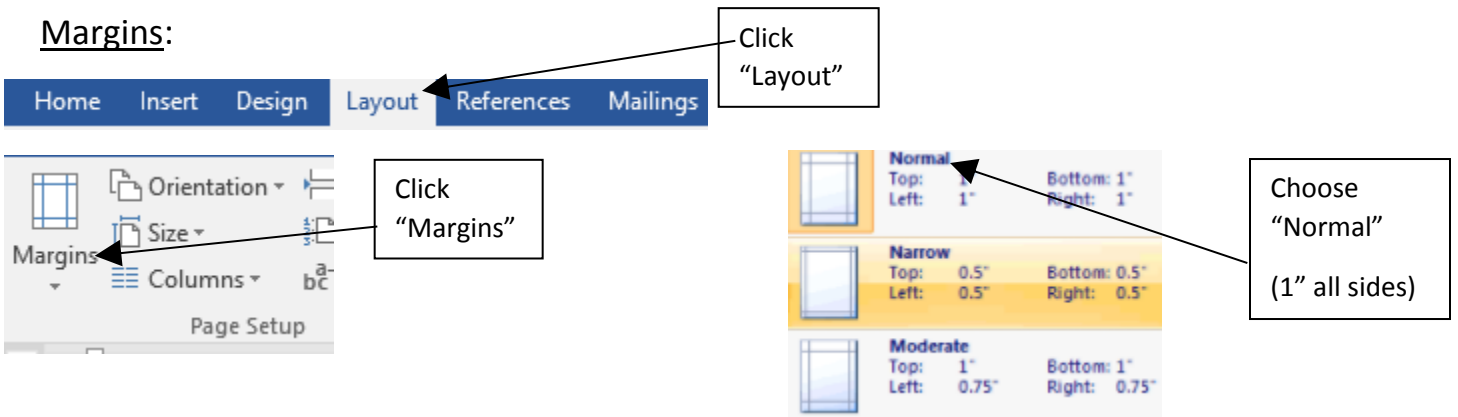 Margins:
Click
“Layout”
Home Insert Design Layout References Mailings
Orientation
Size
Margins
Columns
Page Setup
Click
“Margins”
Normal
Top: 1" Bottom: 1"
Left: 1" Right: 1"
Narrow
Top: 0.5" Bottom: 0.5"
Left: 0.5" Right: 0.5"
Moderate
Top: 1" Bottom: 1"
Left: 0.75" Right: 0.75"
Choose
“Normal”
(1” all sides)